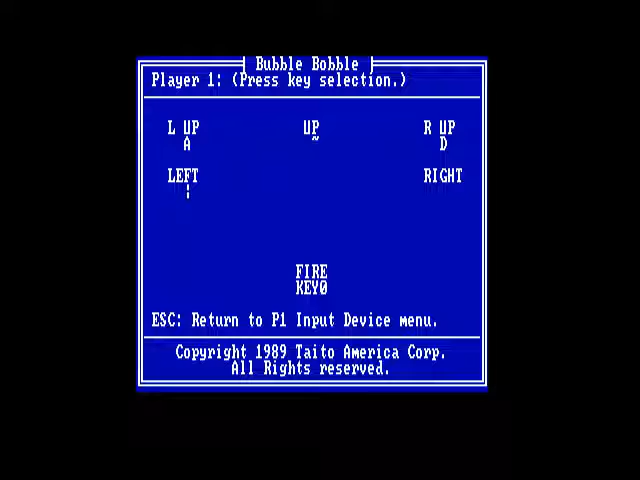 Bubble Bobble
Player 1: (Press key selection.)
L UP UP R UP
A ~ D
LEFT RIGHT
¦
FIRE
KEY0
ESC: Return to P1 Input Device menu.
Copyright 1989 Taito America Corp.
All Rights reserved.